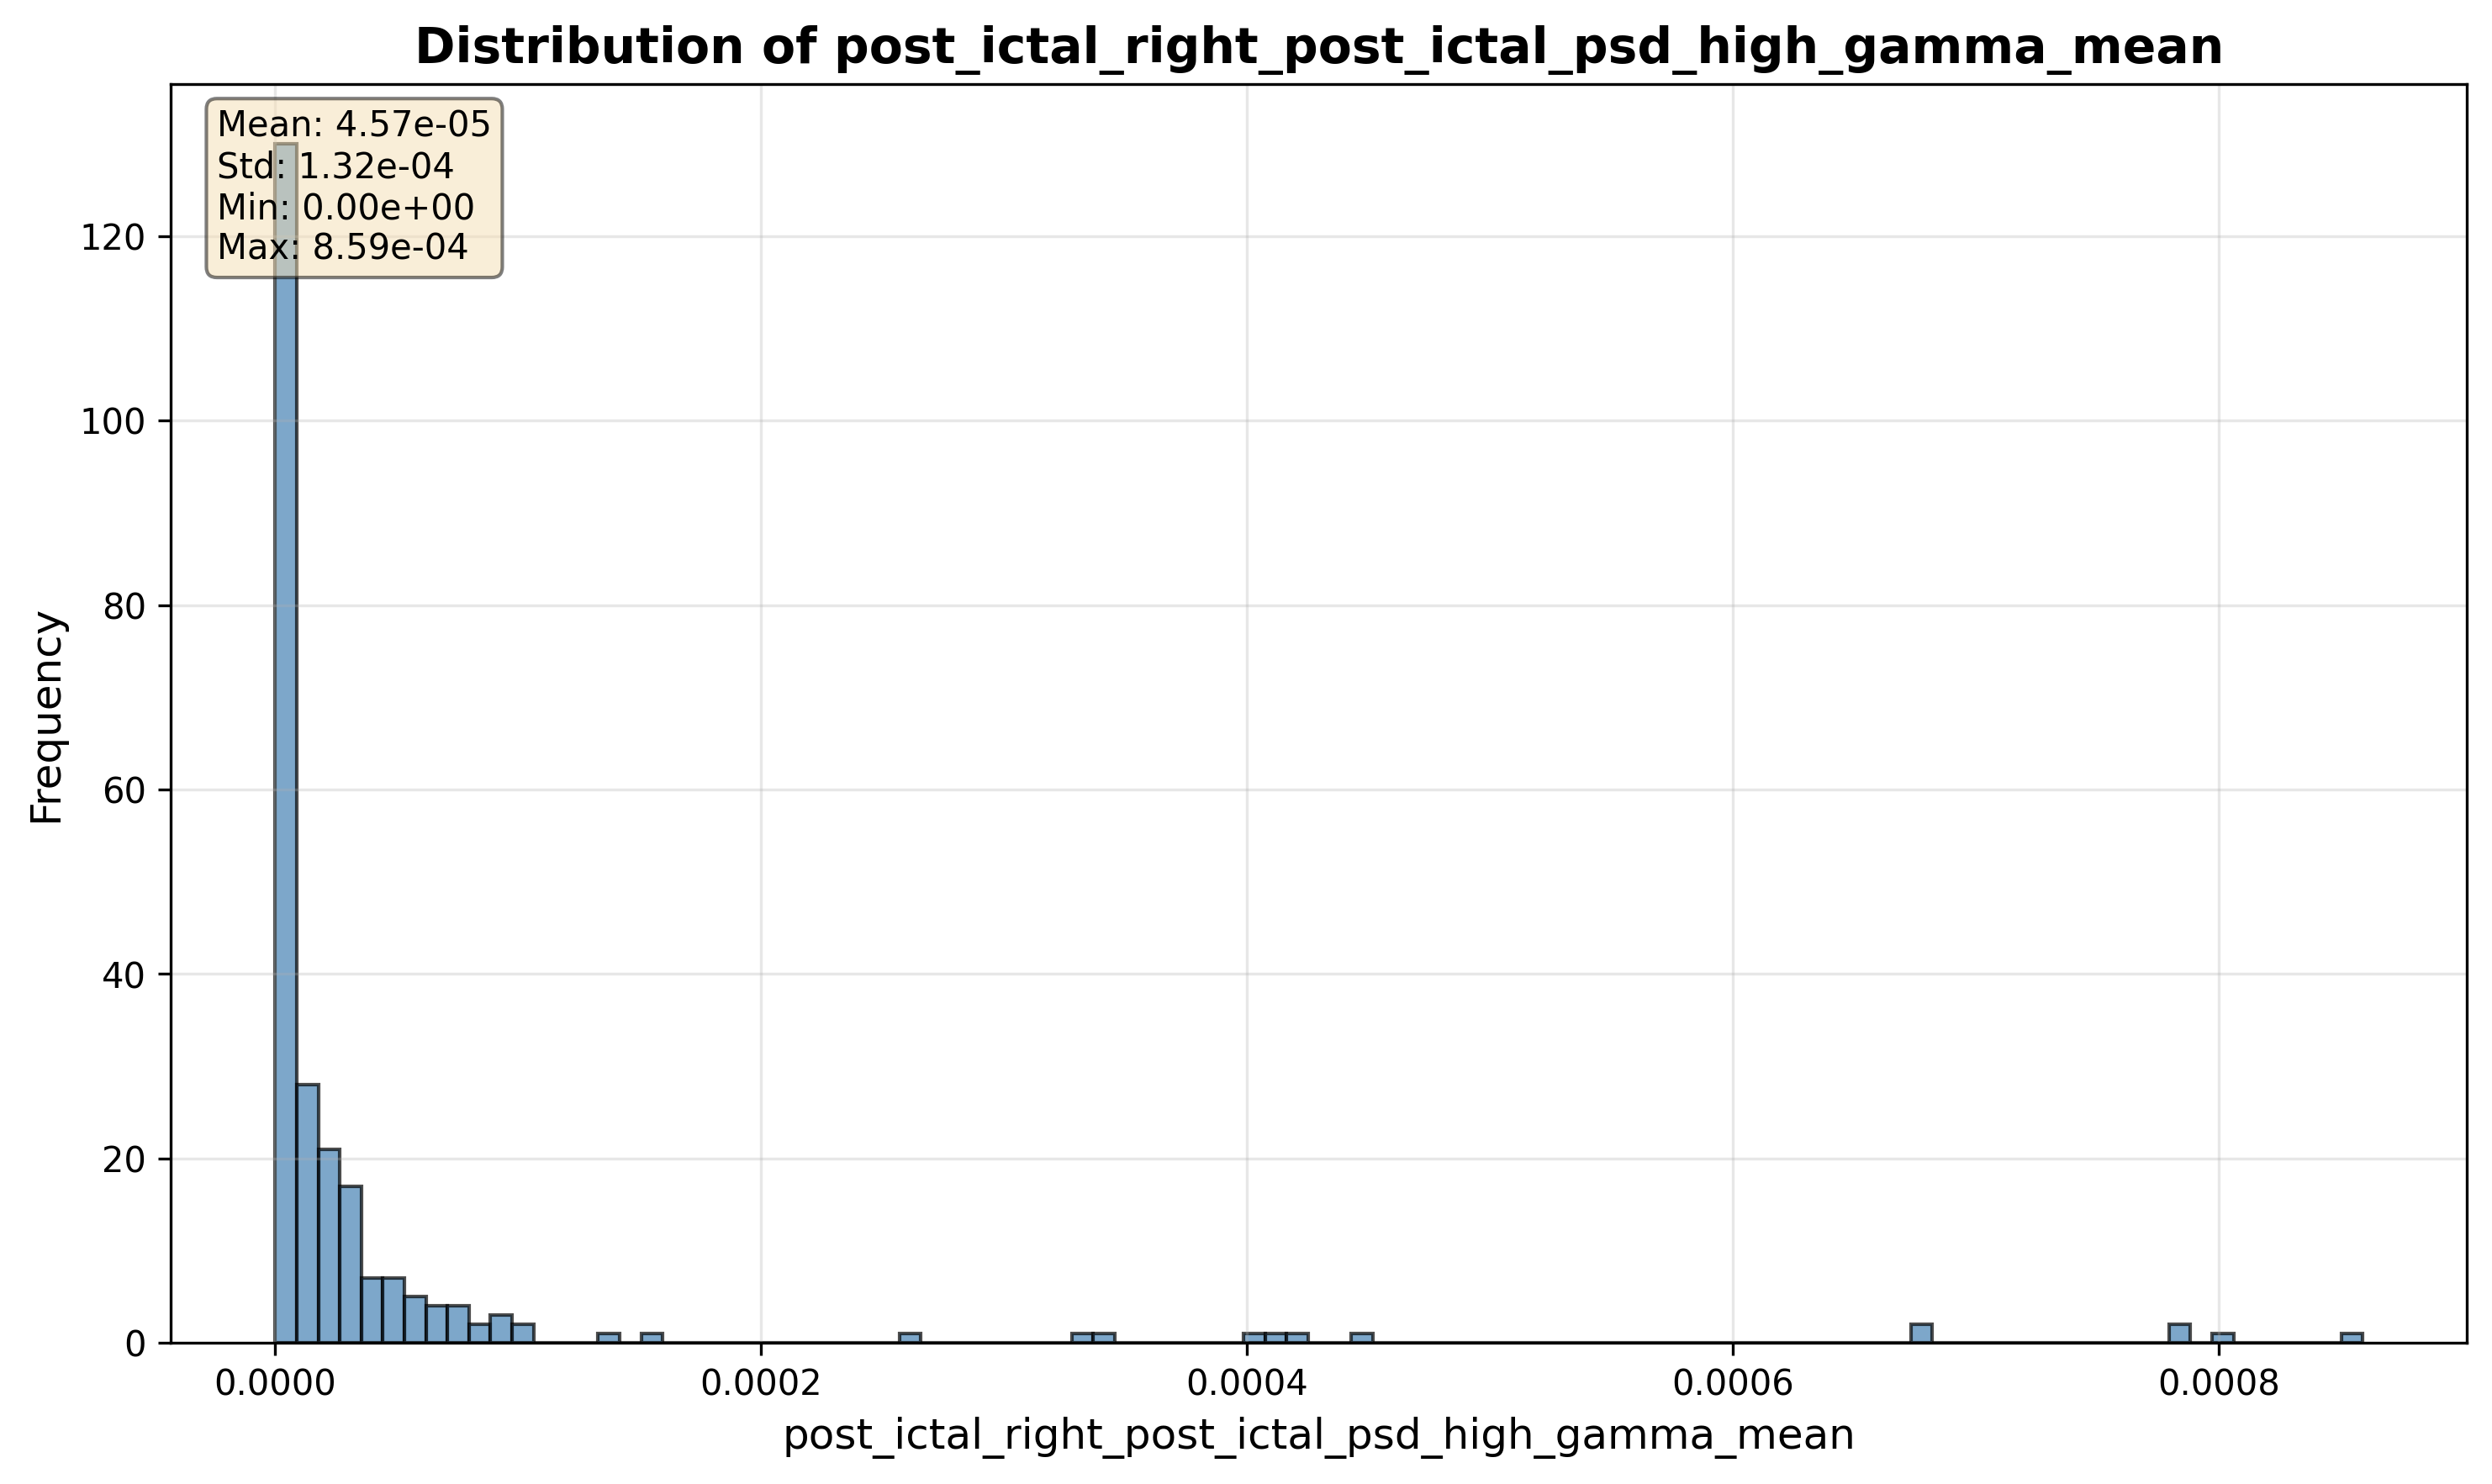 Distribution of post_ictal_right_post_ictal_psd_high_gamma_mean
Mean: 4.57e-05
Std: 1.32e-04
Min: 0.00e+00
Max: 8.59e-04
120
100
80
60
40
20
0
Frequency
0.0000 0.0002 0.0004 0.0006 0.0008
post_ictal_right_post_ictal_psd_high_gamma_mean